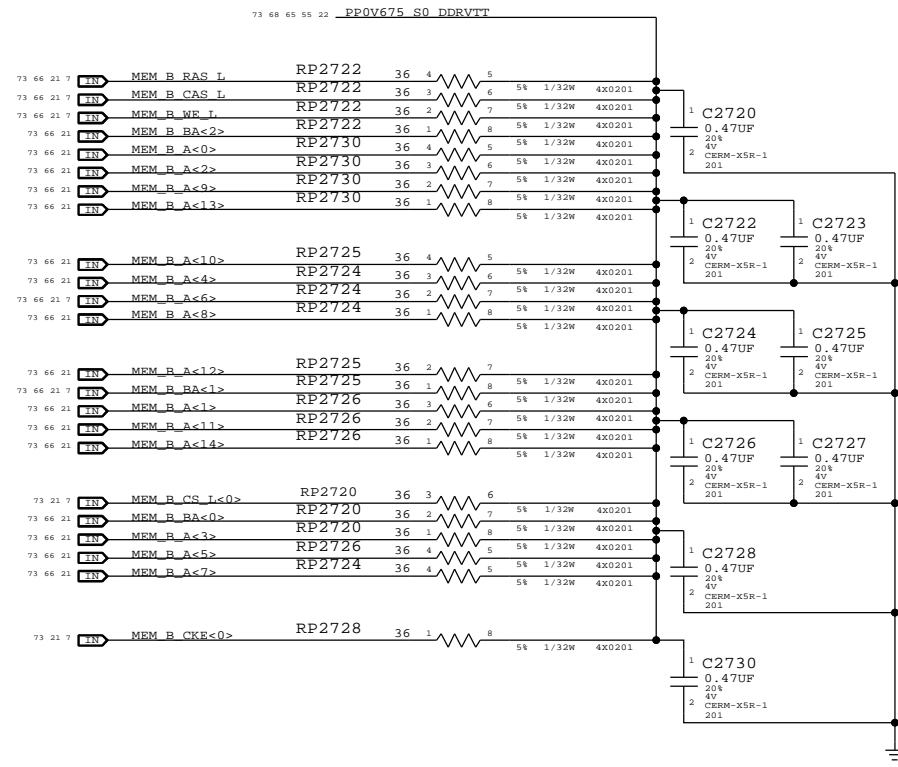 73 68 65 55 22 PP0V675_S0_DDRVTT
73 66 21 7 IN MEM_B_RAS_L RP2722 36 4 5 5% 1/32W 4X0201
73 66 21 7 IN MEM_B_CAS_L RP2722 36 3 6 5% 1/32W 4X0201
73 66 21 7 IN MEM_B_WE_L RP2722 36 2 7 5% 1/32W 4X0201
73 66 21 IN MEM_B_BA<2> RP2722 36 1 8 5% 1/32W 4X0201
73 66 21 IN MEM_B_A<0> RP2730 36 4 5 5% 1/32W 4X0201
73 66 21 IN MEM_B_A<2> RP2730 36 3 6 5% 1/32W 4X0201
73 66 21 IN MEM_B_A<9> RP2730 36 2 7 5% 1/32W 4X0201
73 66 21 IN MEM_B_A<13> RP2730 36 1 8 5% 1/32W 4X0201
73 66 21 IN MEM_B_A<10> RP2725 36 4 5 5% 1/32W 4X0201
73 66 21 IN MEM_B_A<4> RP2724 36 3 6 5% 1/32W 4X0201
73 66 21 7 IN MEM_B_A<6> RP2724 36 2 7 5% 1/32W 4X0201
73 66 21 IN MEM_B_A<8> RP2724 36 1 8 5% 1/32W 4X0201
73 66 21 IN MEM_B_A<12> RP2725 36 2 7 5% 1/32W 4X0201
73 66 21 7 IN MEM_B_BA<1> RP2725 36 1 8 5% 1/32W 4X0201
73 66 21 IN MEM_B_A<1> RP2726 36 3 6 5% 1/32W 4X0201
73 66 21 IN MEM_B_A<11> RP2726 36 2 7 5% 1/32W 4X0201
73 66 21 IN MEM_B_A<14> RP2726 36 1 8 5% 1/32W 4X0201
73 21 7 IN MEM_B_CS_L<0> RP2720 36 3 6 5% 1/32W 4X0201
73 66 21 IN MEM_B_BA<0> RP2720 36 2 7 5% 1/32W 4X0201
73 66 21 IN MEM_B_A<3> RP2720 36 1 8 5% 1/32W 4X0201
73 66 21 IN MEM_B_A<5> RP2726 36 4 5 5% 1/32W 4X0201
73 66 21 IN MEM_B_A<7> RP2724 36 4 5 5% 1/32W 4X0201
73 21 7 IN MEM_B_CKE<0> RP2728 36 1 8 5% 1/32W 4X0201
1 C2720
0.47UF
20%
4V
2 CERM-X5R-1
201
1 C2722
0.47UF
20%
4V
2 CERM-X5R-1
201
1 C2723
0.47UF
20%
4V
2 CERM-X5R-1
201
1 C2724
0.47UF
20%
4V
2 CERM-X5R-1
201
1 C2725
0.47UF
20%
4V
2 CERM-X5R-1
201
1 C2726
0.47UF
20%
4V
2 CERM-X5R-1
201
1 C2727
0.47UF
20%
4V
2 CERM-X5R-1
201
1 C2728
0.47UF
20%
4V
2 CERM-X5R-1
201
1 C2730
0.47UF
20%
4V
2 CERM-X5R-1
201